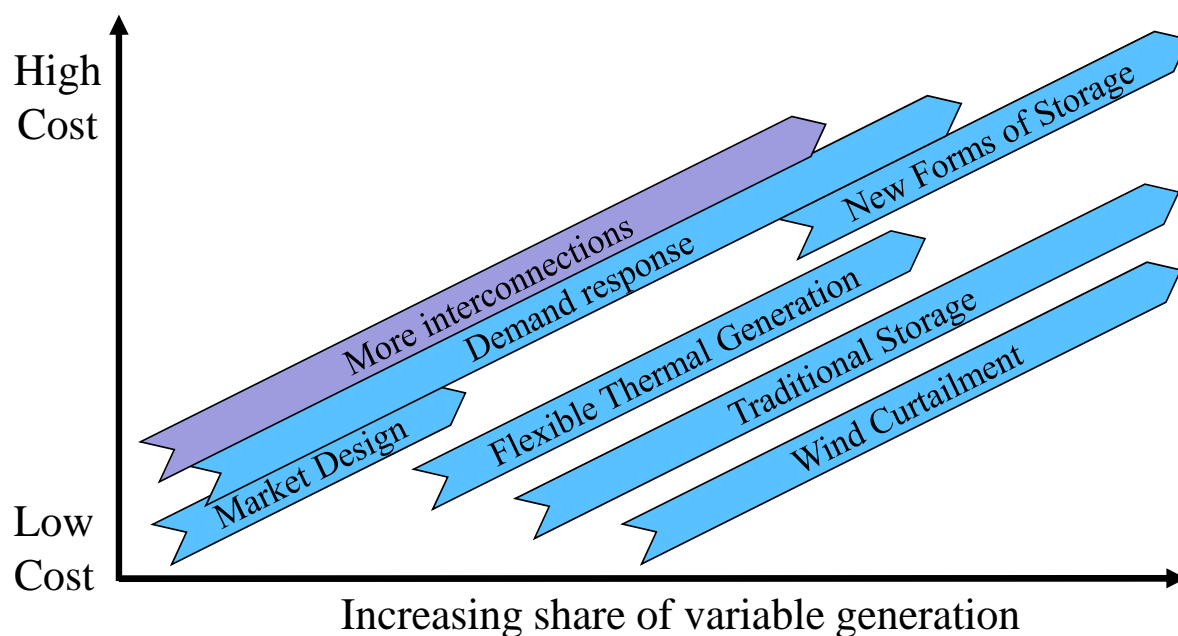 High
Cost
New Forms of Storage
More interconnections
Demand response
Flexible Thermal Generation
Traditional Storage
Market Design
Wind Curtailment
Low
Cost
Increasing share of variable generation